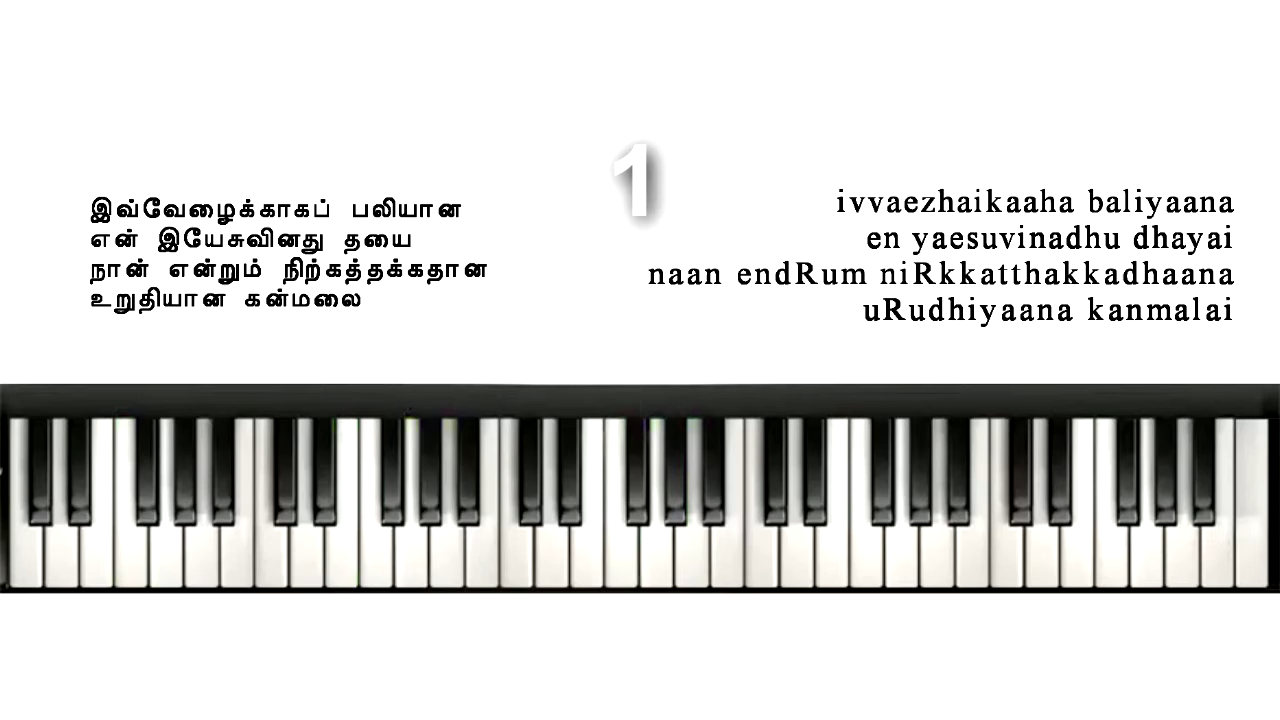 1
இவ்வேழைக்காகப் பலியான
என் இயேசுவினது தயை
நான் என்றும் நிற்கத்தக்கதான
உறுதியான கன்மலை
ivvaezhaikaaha baliyaana
en yaesuvinadhu dhayai
naan endRum niRkkatthakkadhaana
uRudhiyaana kanmalai